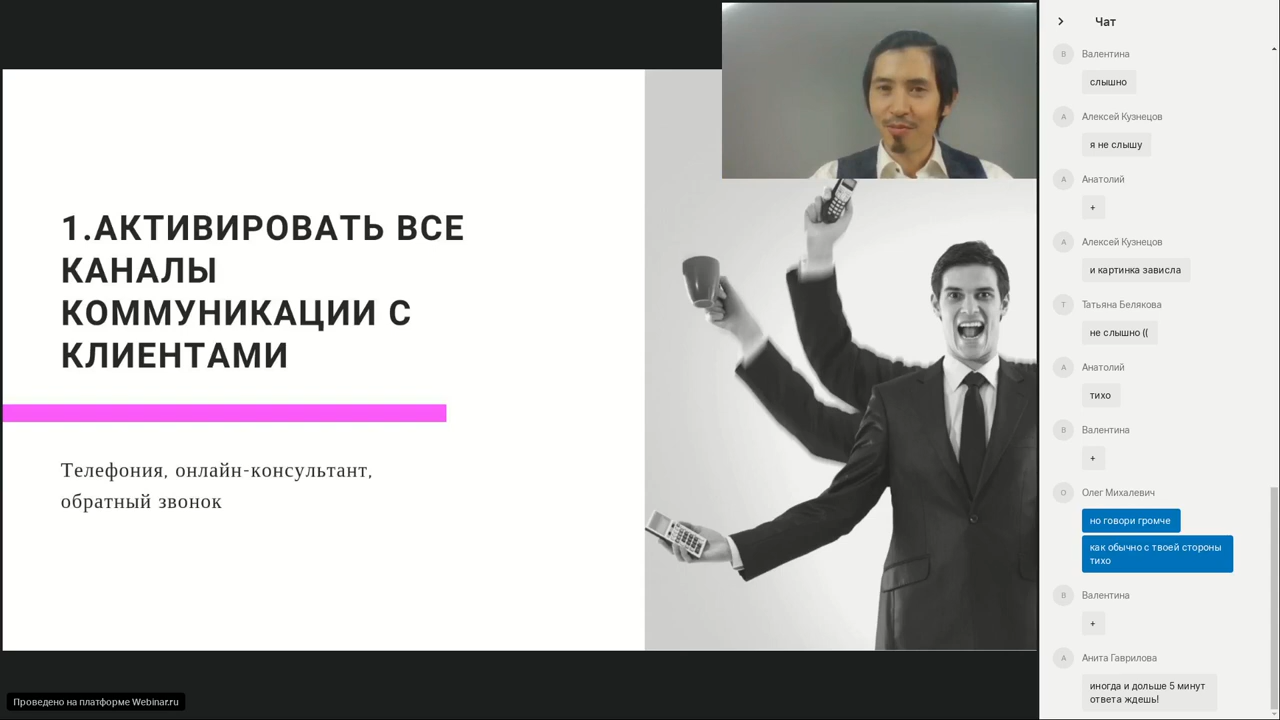 1.АКТИВИРОВАТЬ ВСЕ
КАНАЛЫ
КОММУНИКАЦИИ С
КЛИЕНТАМИ
Телефония, онлайн-консультант,
обратный звонок
Проведено на платформе Webinar.ru
Чат
В
Валентина
слышно
А
Алексей Кузнецов
я не слышу
А
Анатолий
+
А
Алексей Кузнецов
и картинка зависла
Т
Татьяна Белякова
не слышно ((
А
Анатолий
тихо
В
Валентина
+
О
Олег Михалевич
но говори громче
как обычно с твоей стороны
тихо
В
Валентина
+
А
Анита Гаврилова
иногда и дольше 5 минут
ответа ждешь!